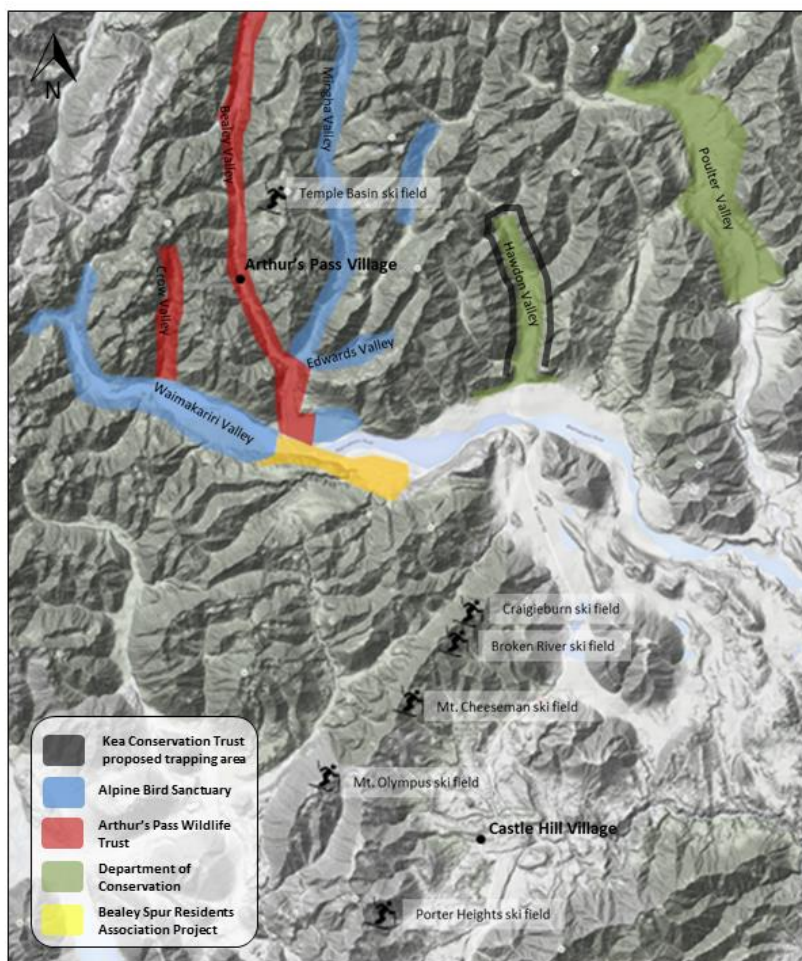 N
Bealey Valley
Mingha Valley
Poulter Valley
Temple Basin ski field
Hawdon Valley
Crow Valley
Arthur's Pass Village
Edwards Valley
Waimakariri Valley
Craigieburn ski field
Broken River ski field
Mt. Cheeseman ski field
Mt. Olympus ski field
Castle Hill Village
Porter Heights ski field
Kea Conservation Trust
proposed trapping area
Alpine Bird Sanctuary
Arthur's Pass Wildlife
Trust
Department of
Conservation
Bealey Spur Residents
Association Project